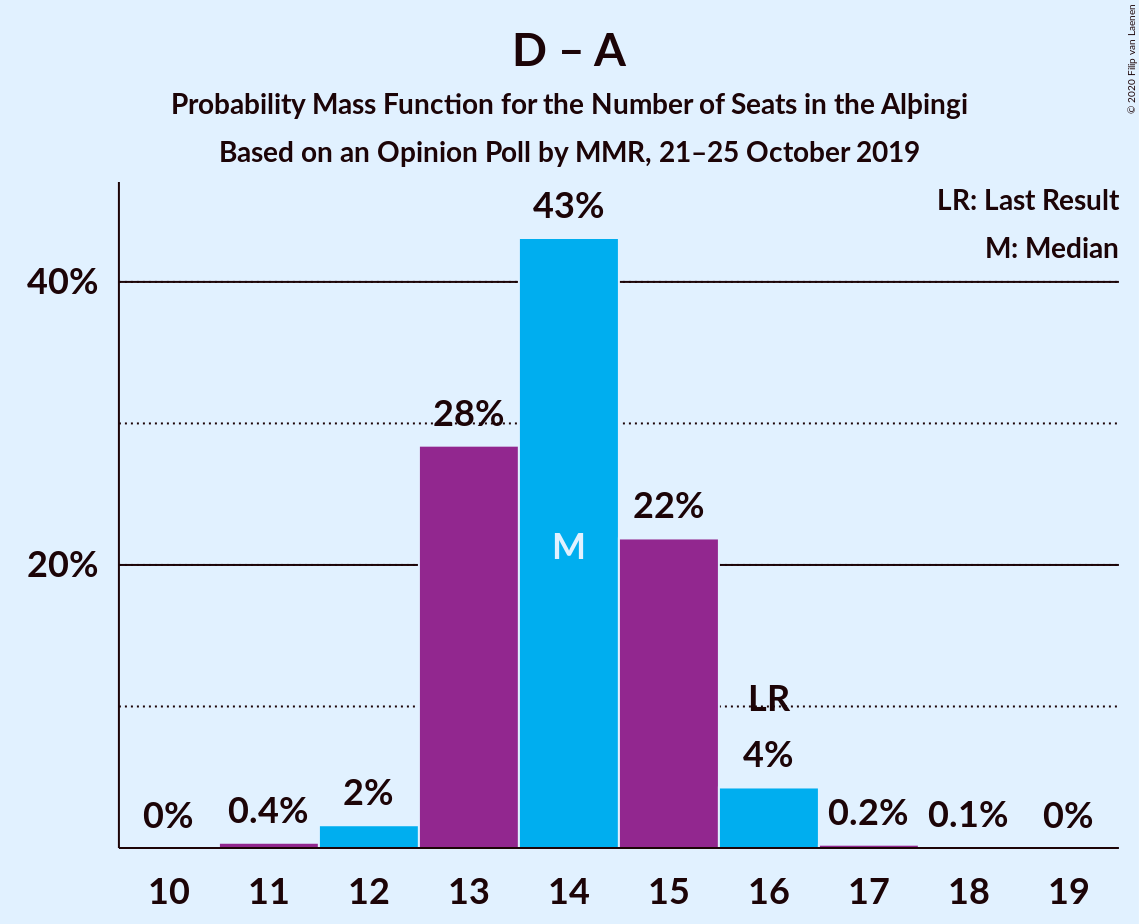 D – A
Probability Mass Function for the Number of Seats in the Alþingi
Based on an Opinion Poll by MMR, 21–25 October 2019
© 2020 Filip van Laenen
LR: Last Result
M: Median
43%
40%
28%
22%
M
20%
LR
4%
2%
0% 0.4% 0.2% 0.1% 0%
10 11 12 13 14 15 16 17 18 19